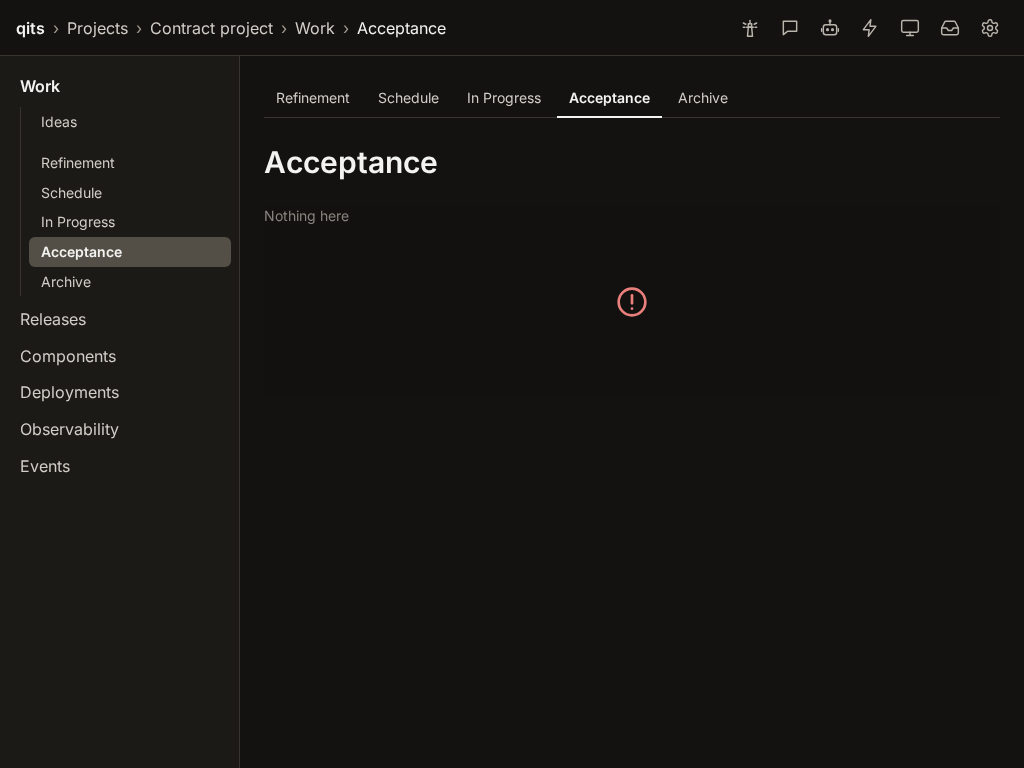 qits › Projects › Contract project › Work › Acceptance
Work
Ideas
Refinement
Schedule
In Progress
Acceptance
Archive
Releases
Components
Deployments
Observability
Events
Refinement Schedule In Progress Acceptance Archive
Acceptance
Nothing here